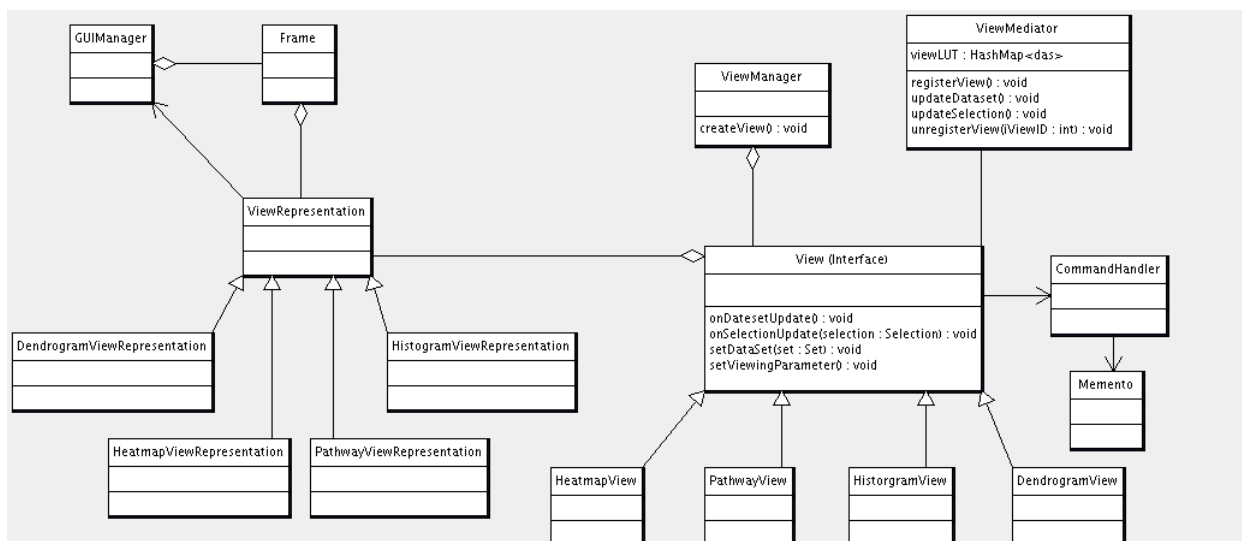 GUIManager
Frame
ViewMediator
viewLUT : HashMap<das>
registerView() : void
updateDataset() : void
updateSelection() : void
unregisterView(iViewID : int) : void
ViewManager
createView() : void
ViewRepresentation
View (Interface)
onDatesetUpdate() : void
onSelectionUpdate(selection : Selection) : void
setDataSet(set : Set) : void
setViewingParameter() : void
CommandHandler
Memento
DendrogramViewRepresentation
HistogramViewRepresentation
HeatmapViewRepresentation
PathwayViewRepresentation
HeatmapView
PathwayView
HistorgramView
DendrogramView